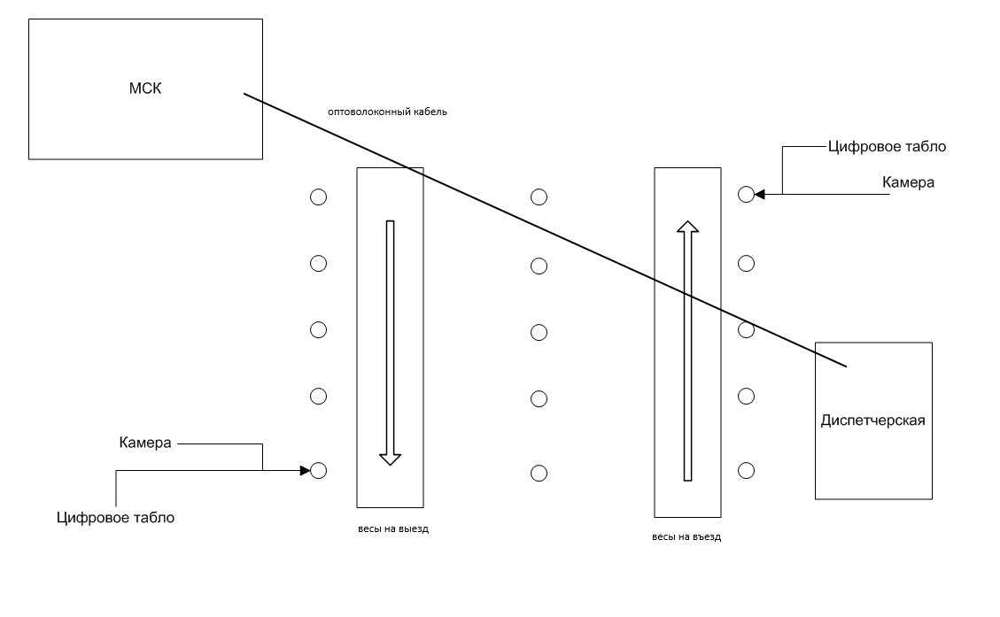 МСК
оптоволоконный кабель
Цифровое табло
Камера
Диспетчерская
Камера
Цифровое табло
весы на выезд
весы на въезд